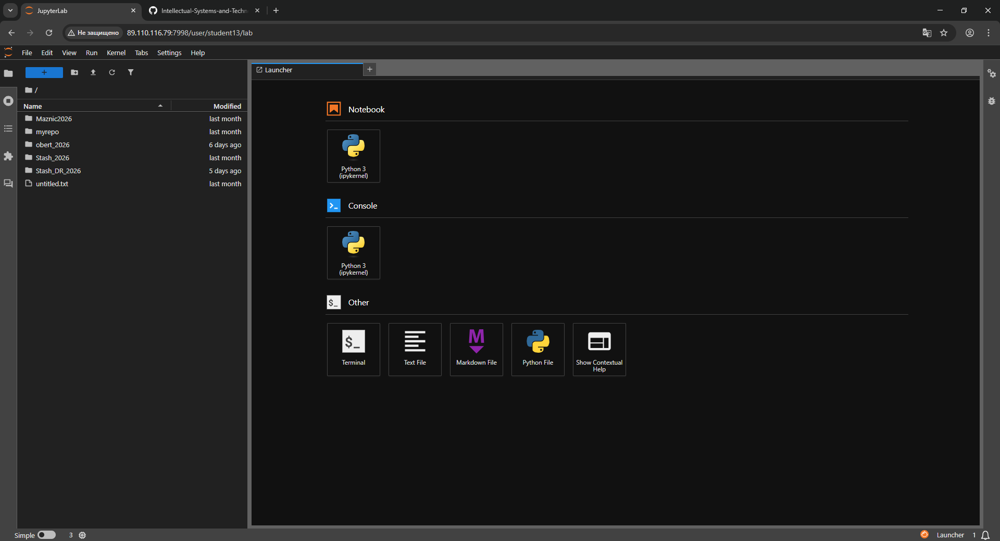 JupyterLab
Intellectual-Systems-and-Techn
Не защищено
89.110.116.79:7998/user/student13/lab
File Edit View Run Kernel Tabs Settings Help
Launcher
/
Name Modified
Maznic2026 last month
myrepo last month
obert_2026 6 days ago
Stash_2026 last month
Stash_DR_2026 5 days ago
untitled.txt last month
Notebook
Python 3
(ipykernel)
Console
Python 3
(ipykernel)
$_ Other
$_
Terminal
Text File
M
Markdown File
Python File
Show Contextual
Help
Simple 3
Launcher 1